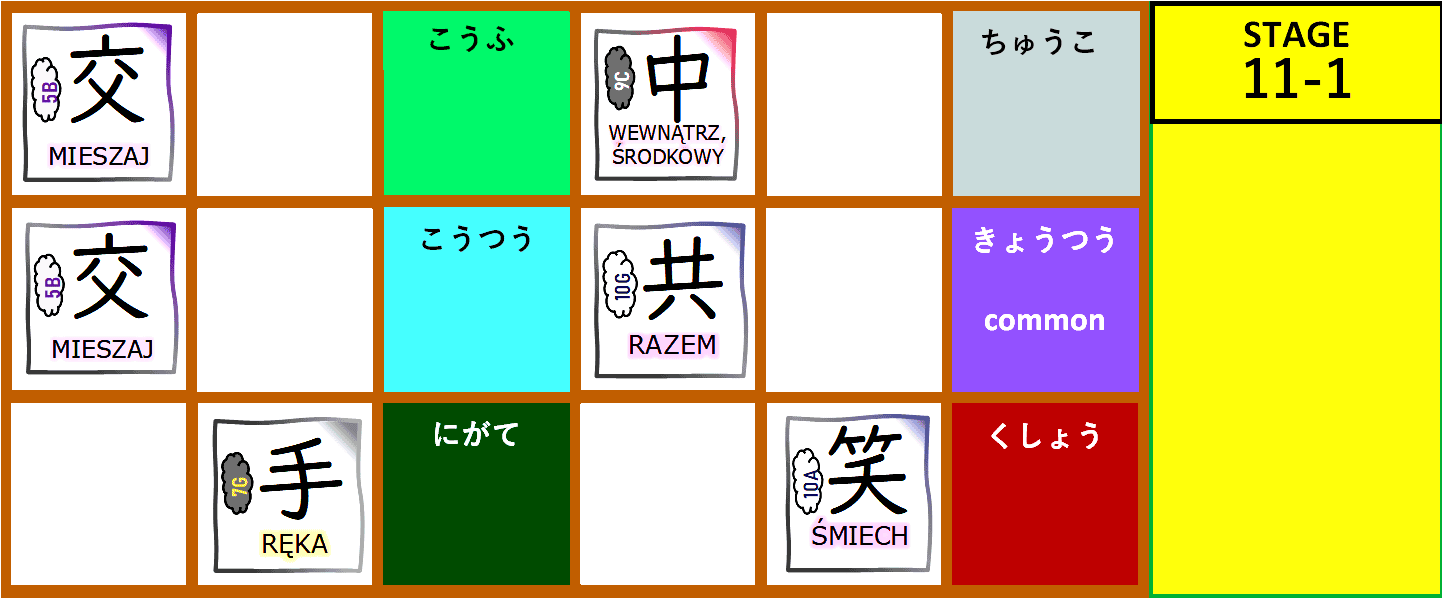 5B
交
MIESZAJ
こうふ
9C
中
WEWNĄTRZ,
ŚRODKOWY
ちゅうこ
STAGE
11-1
5B
交
MIESZAJ
こうつう
10G
共
RAZEM
きょうつう
common
7G
手
RĘKA
にがて
10A
笑
ŚMIECH
くしょう